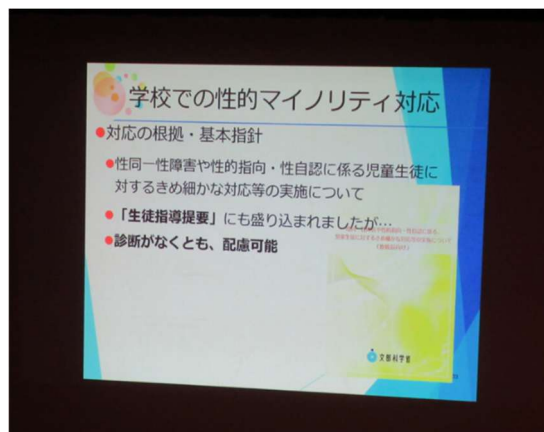 学校での性的マイノリティ対応
●対応の根拠・基本指針
●性同一性障害や性的指向・性自認に係る児童生徒に
対するきめ細かな対応等の実施について
●「生徒指導提要」にも盛り込まれましたが…
●診断がなくとも、配慮可能
文部科学省